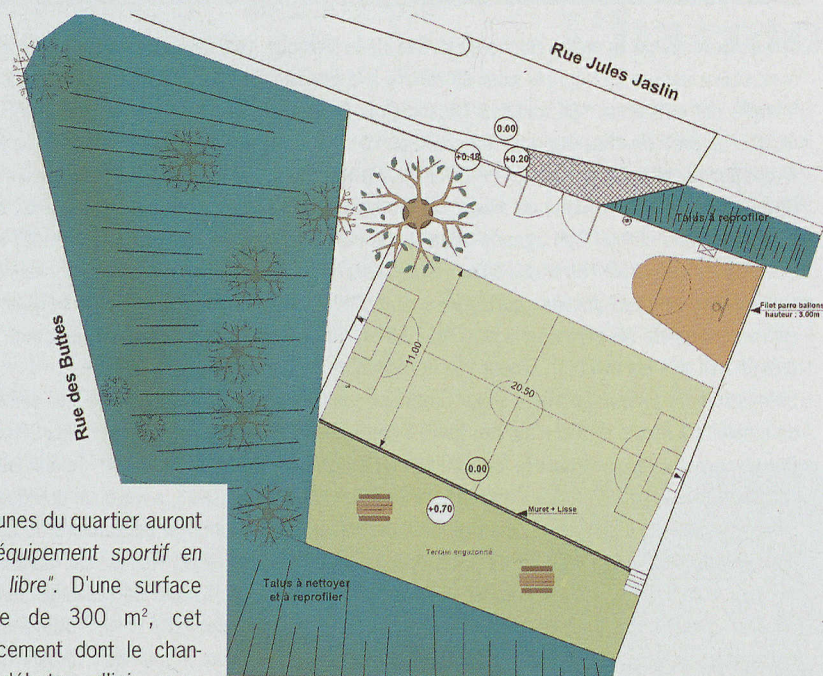 Rue Jules Jaslin
0.00
+0.18
+0.20
Talus à reprofiler
Filet parre ballons
hauteur : 3.00m
11.00
20.50
Rue des Buttes
0.00
+0,70
Muret + Lisse
Terrain engazonné
Talus à nettoyer
et à reprofiler
unes du quartier auront
équipement sportif en
libre". D'une surface
e de 300 m², cet
cement dont le chan-